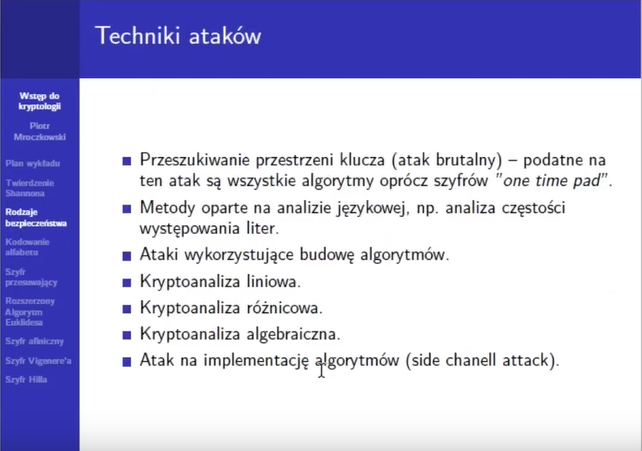 Techniki ataków
Wstęp do
kryptologii
Piotr
Mroczkowski
Plan wykładu
Twierdzenie
Shannona
Rodzaje
bezpieczeństwa
Kodowanie
alfabetu
Szyfr
przesuwający
Rozszerzony
Algorytm
Euklidesa
Szyfr afiniczny
Szyfr Vigenere'a
Szyfr Hilla
Przeszukiwanie przestrzeni klucza (atak brutalny) – podatne na
ten atak są wszystkie algorytmy oprócz szyfrów "one time pad".
Metody oparte na analizie językowej, np. analiza częstości
występowania liter.
Ataki wykorzystujące budowę algorytmów.
Kryptoanaliza liniowa.
Kryptoanaliza różnicowa.
Kryptoanaliza algebraiczna.
Atak na implementację algorytmów (side chanell attack).